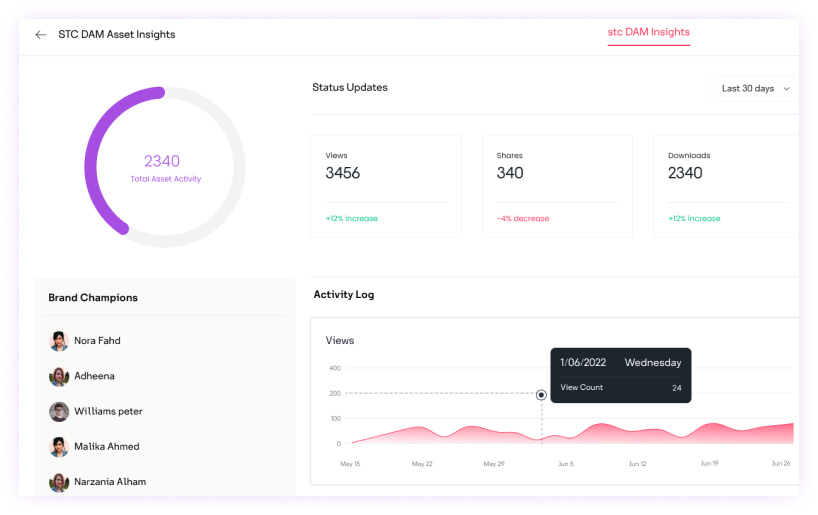 STC DAM Asset Insights
stc DAM Insights
2340
Total Asset Activity
Status Updates
Last 30 days
Views
3456
+12% increase
Shares
340
-4% decrease
Downloads
2340
+12% increase
Brand Champions
Nora Fahd
Adheena
Williams peter
Malika Ahmed
Narzania Alham
Activity Log
Views
1/06/2022 Wednesday
View Count 24
400
200
100
0
May 15 May 22 May 29 Jun 5 Jun 12 Jun 19 Jun 26